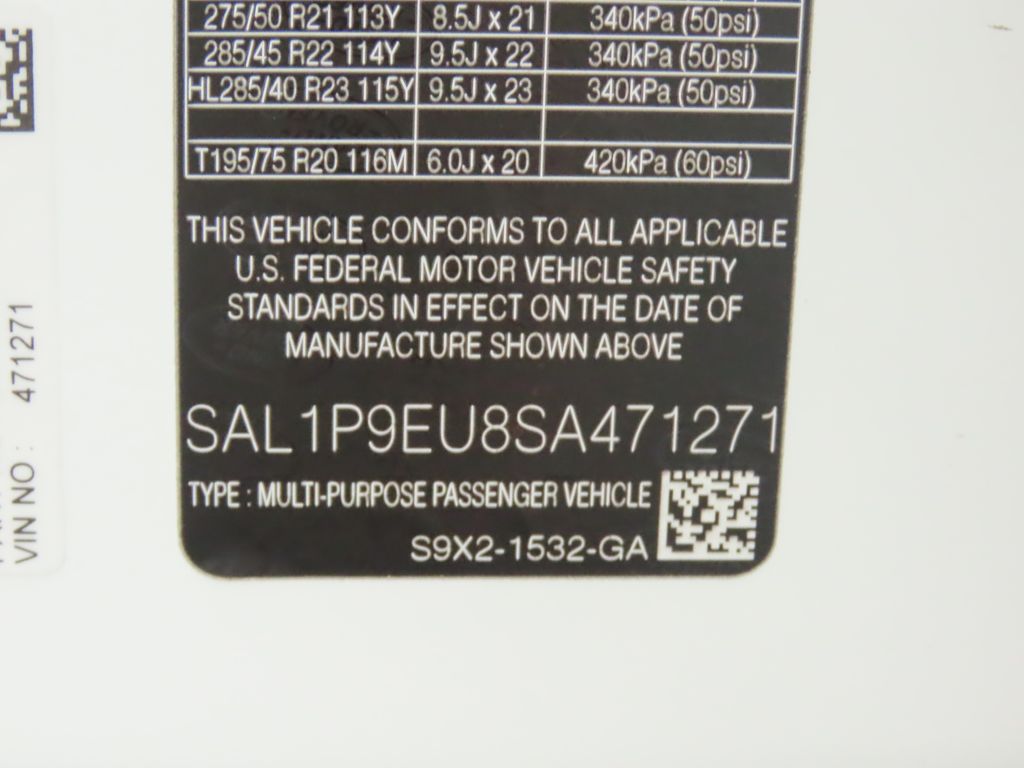 275/50 R21 113Y 8.5J x 21 340kPa (50psi)
285/45 R22 114Y 9.5J x 22 340kPa (50psi)
HL285/40 R23 115Y 9.5J x 23 340kPa (50psi)
T195/75 R20 116M 6.0J x 20 420kPa (60psi)
THIS VEHICLE CONFORMS TO ALL APPLICABLE
U.S. FEDERAL MOTOR VEHICLE SAFETY
STANDARDS IN EFFECT ON THE DATE OF
MANUFACTURE SHOWN ABOVE
SAL1P9EU8SA471271
TYPE : MULTI-PURPOSE PASSENGER VEHICLE
S9X2-1532-GA
VIN NO : 471271